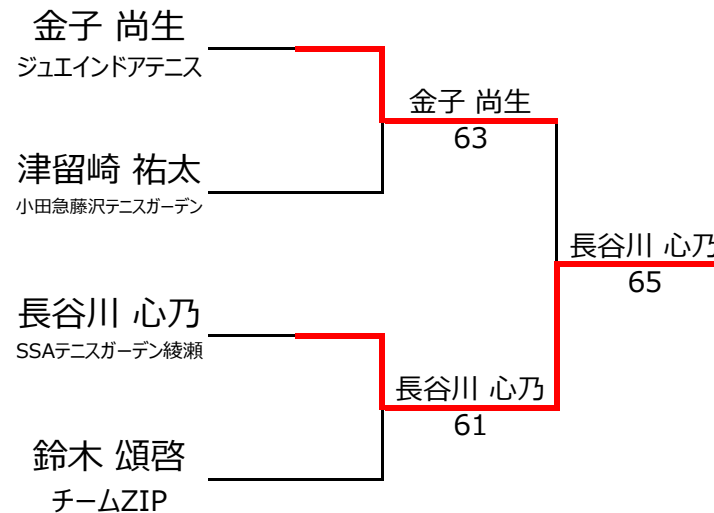 金子 尚生
ジュエインドアテニス
金子 尚生
63
津留崎 祐太
小田急藤沢テニスガーデン
長谷川 心乃
65
長谷川 心乃
SSAテニスガーデン綾瀬
長谷川 心乃
61
鈴木 頌啓
チームZIP